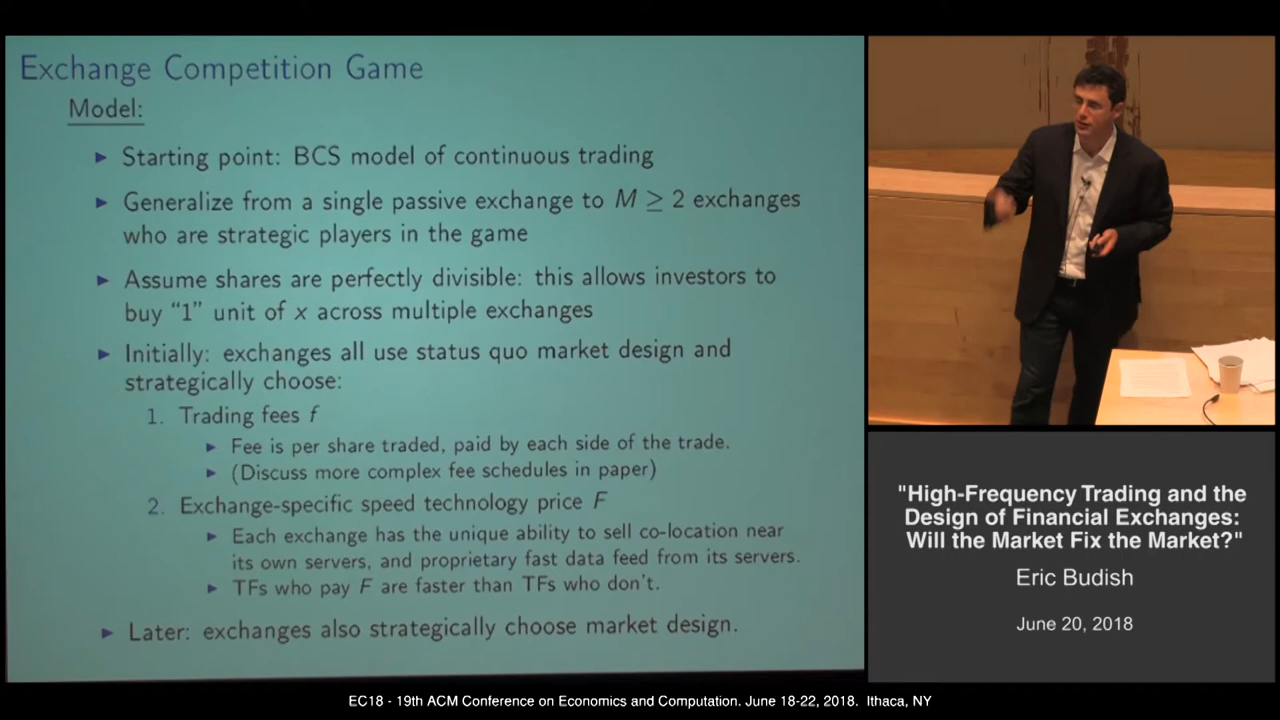 Exchange Competition Game
Model:
► Starting point: BCS model of continuous trading
► Generalize from a single passive exchange to M ≥ 2 exchanges
who are strategic players in the game
► Assume shares are perfectly divisible: this allows investors to
buy “1” unit of x across multiple exchanges
► Initially: exchanges all use status quo market design and
strategically choose:
1. Trading fees f
► Fee is per share traded, paid by each side of the trade.
► (Discuss more complex fee schedules in paper)
2. Exchange-specific speed technology price F
► Each exchange has the unique ability to sell co-location near
its own servers, and proprietary fast data feed from its servers.
► TFs who pay F are faster than TFs who don't.
► Later: exchanges also strategically choose market design.
"High-Frequency Trading and the
Design of Financial Exchanges:
Will the Market Fix the Market?"
Eric Budish
June 20, 2018
EC18 - 19th ACM Conference on Economics and Computation. June 18-22, 2018. Ithaca, NY